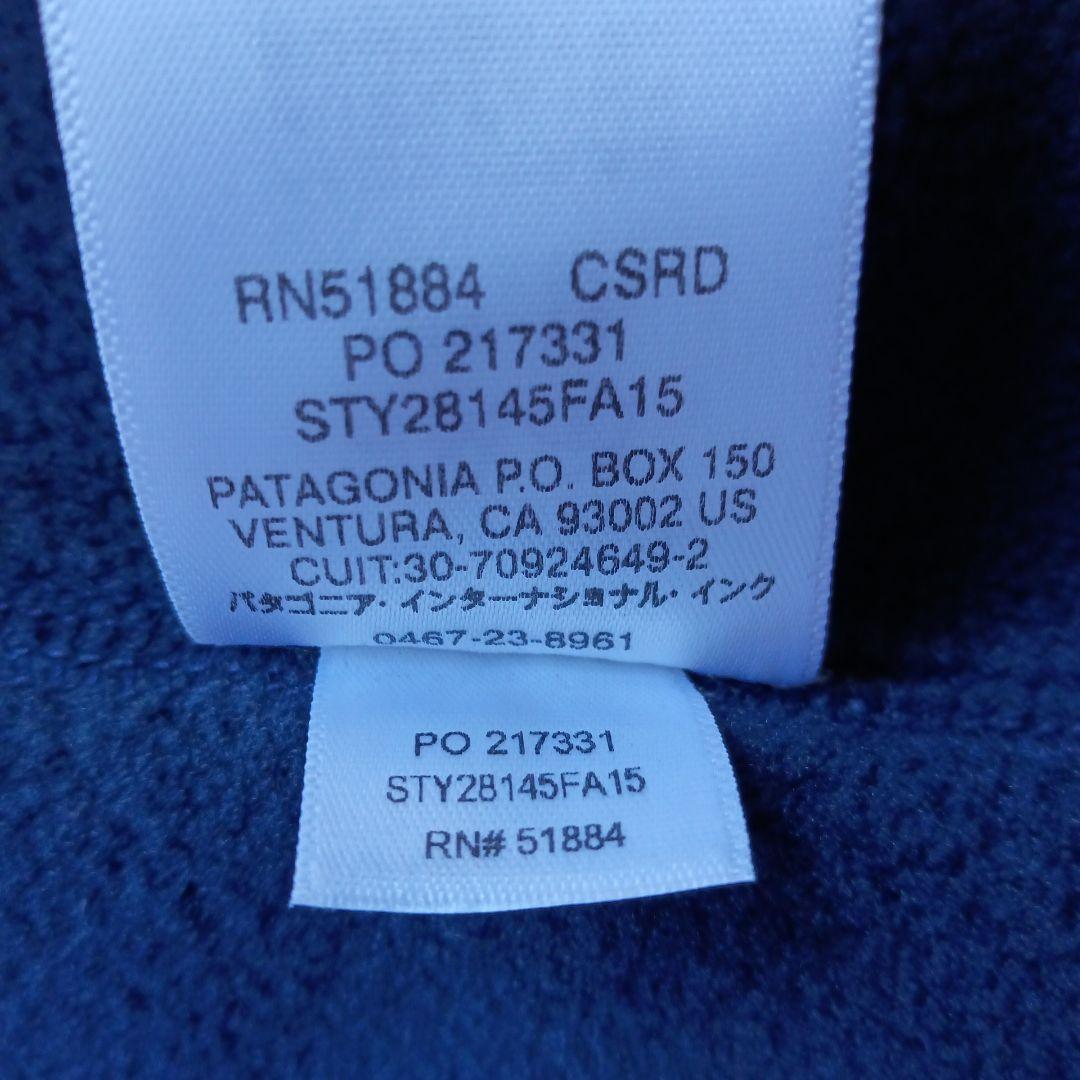 RN51884 CSRD
PO 217331
STY28145FA15
PATAGONIA P.O. BOX 150
VENTURA, CA 93002 US
CUIT:30-70924649-2
パタゴニア・インターナショナル・インク
0467-23-8961
PO 217331
STY28145FA15
RN# 51884